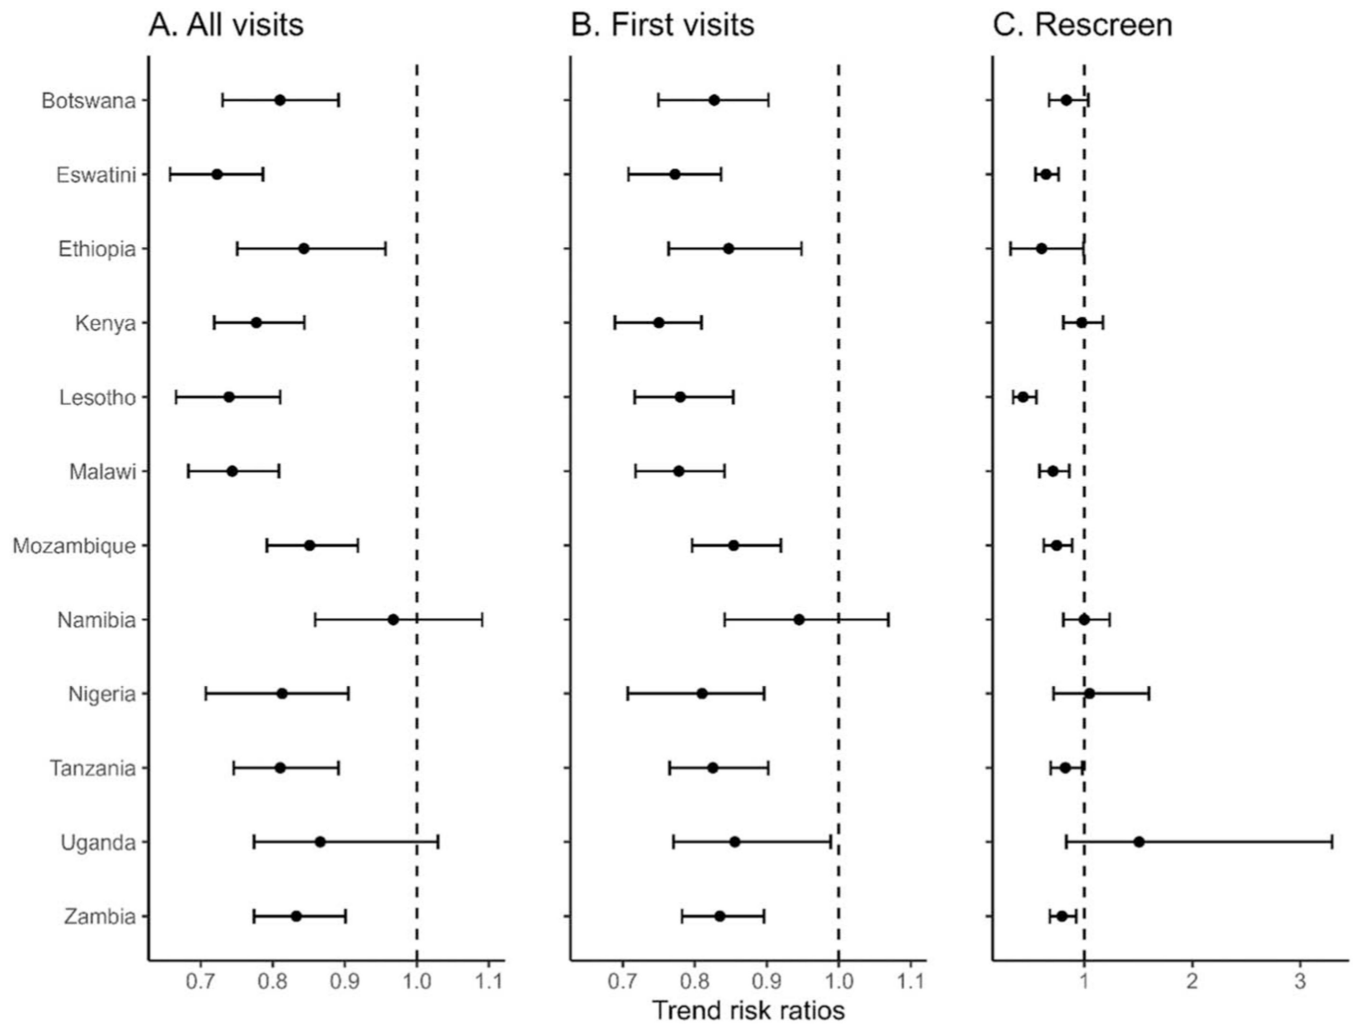 A. All visits
B. First visits
C. Rescreen
Botswana
Eswatini
Ethiopia
Kenya
Lesotho
Malawi
Mozambique
Namibia
Nigeria
Tanzania
Uganda
Zambia
0.7 0.8 0.9 1.0 1.1
0.7 0.8 0.9 1.0 1.1
1 2 3
Trend risk ratios